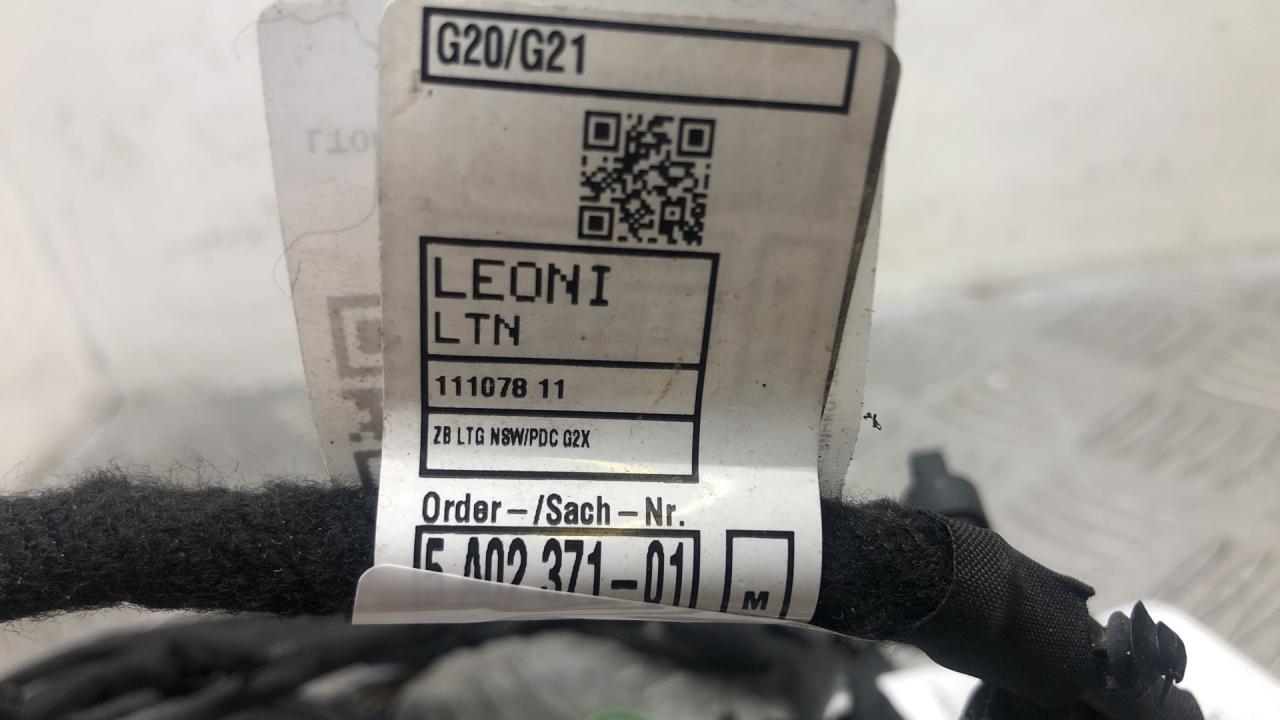 G20/G21
LEONI
LTN
111078 11
ZB LTG NSW/PDC G2X
Order-/Sach-Nr.
5 A02 371-01
M